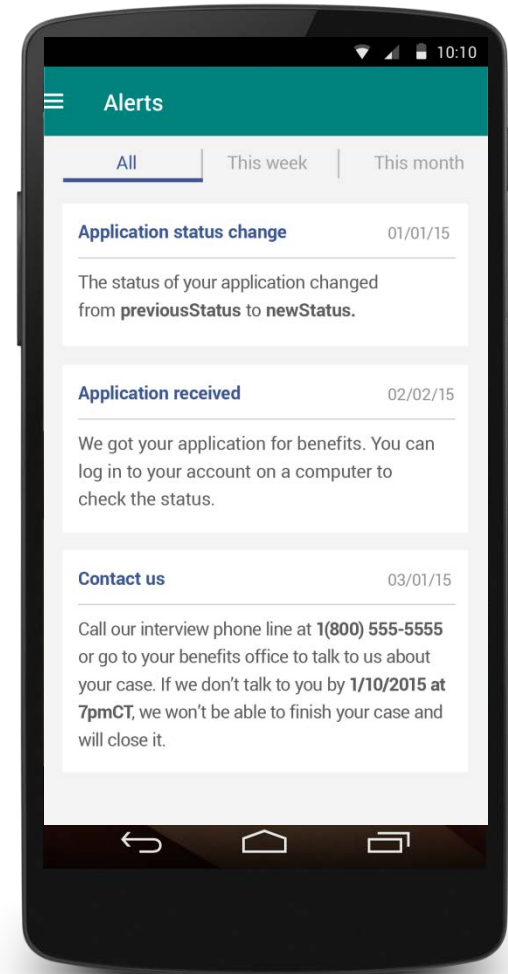 10:10
Alerts
All This week This month
Application status change 01/01/15
The status of your application changed
from previousStatus to newStatus.
Application received 02/02/15
We got your application for benefits. You can
log in to your account on a computer to
check the status.
Contact us 03/01/15
Call our interview phone line at 1(800) 555-5555
or go to your benefits office to talk to us about
your case. If we don’t talk to you by 1/10/2015 at
7pmCT, we won’t be able to finish your case and
will close it.